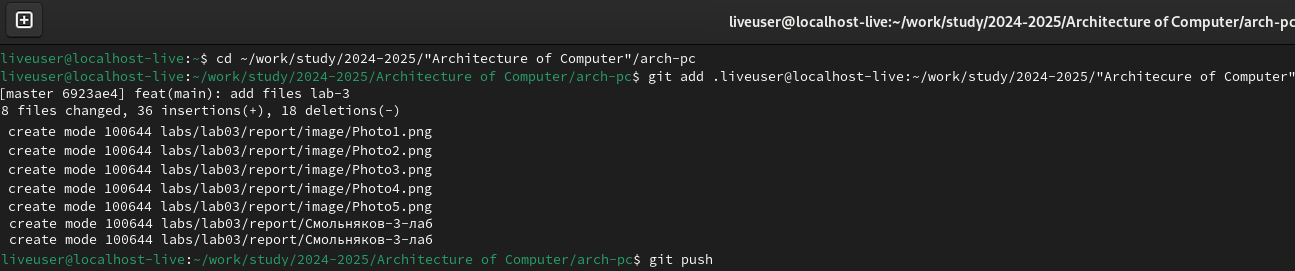 liveuser@localhost-live:~/work/study/2024-2025/Architecture of Computer/arch-pc
liveuser@localhost-live:~$ cd ~/work/study/2024-2025/"Architecture of Computer"/arch-pc
liveuser@localhost-live:~/work/study/2024-2025/Architecture of Computer/arch-pc$ git add .liveuser@localhost-live:~/work/study/2024-2025/"Architecture of Computer"
[master 6923ae4] feat(main): add files lab-3
8 files changed, 36 insertions(+), 18 deletions(-)
create mode 100644 labs/lab03/report/image/Photo1.png
create mode 100644 labs/lab03/report/image/Photo2.png
create mode 100644 labs/lab03/report/image/Photo3.png
create mode 100644 labs/lab03/report/image/Photo4.png
create mode 100644 labs/lab03/report/image/Photo5.png
create mode 100644 labs/lab03/report/Смольняков-3-лаб
create mode 100644 labs/lab03/report/Смольняков-3-лаб
liveuser@localhost-live:~/work/study/2024-2025/Architecture of Computer/arch-pc$ git push